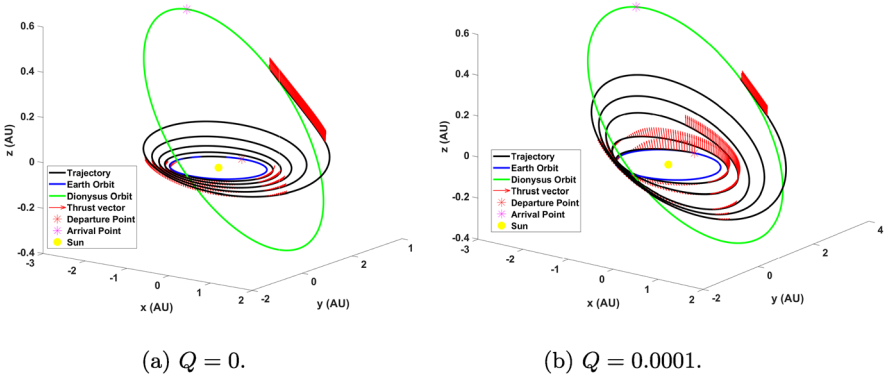 0.6
0.4
0.2
0
-0.2
-0.4
z (AU)
Trajectory
Earth Orbit
Dionysus Orbit
Thrust vector
Departure Point
Arrival Point
Sun
-3
-2
-1
0
1
2
x (AU)
-2
0
2
1
y (AU)
(a) Q = 0.
0.6
0.4
0.2
0
-0.2
-0.4
z (AU)
Trajectory
Earth Orbit
Dionysus Orbit
Thrust vector
Departure Point
Arrival Point
Sun
-3
-2
-1
0
1
2
x (AU)
-2
0
2
4
y (AU)
(b) Q = 0.0001.